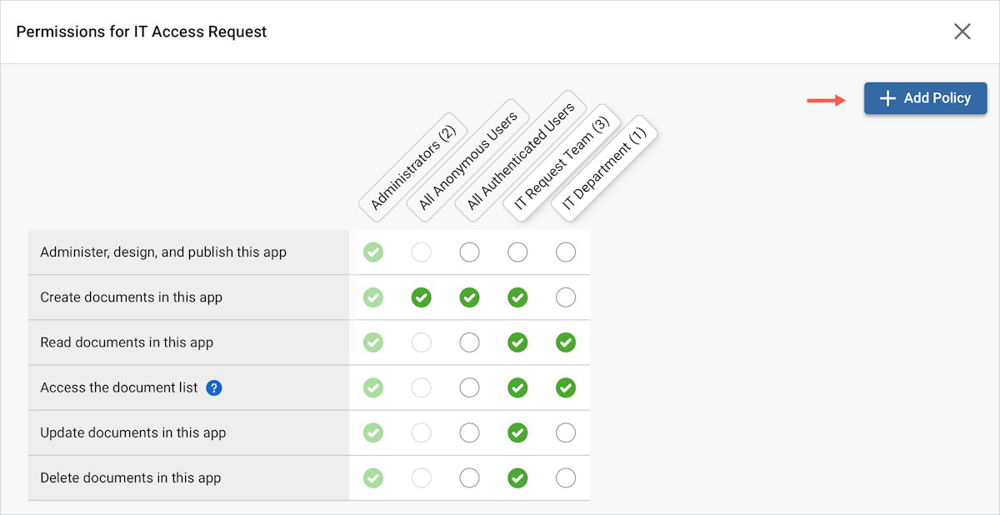 Permissions for IT Access Request
Add Policy
Administrators (2)
All Anonymous Users
All Authenticated Users
IT Request Team (3)
IT Department (1)
Administer, design, and publish this app
Create documents in this app
Read documents in this app
Access the document list ?
Update documents in this app
Delete documents in this app